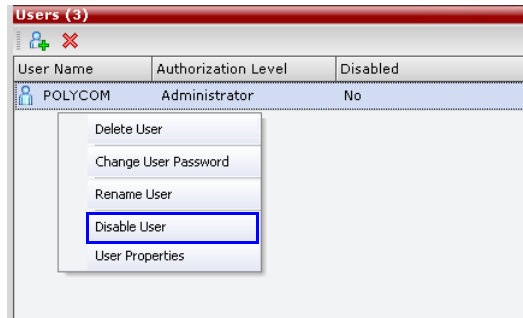 Users (3)
User Name Authorization Level Disabled
POLYCOM Administrator No
Delete User
Change User Password
Rename User
Disable User
User Properties